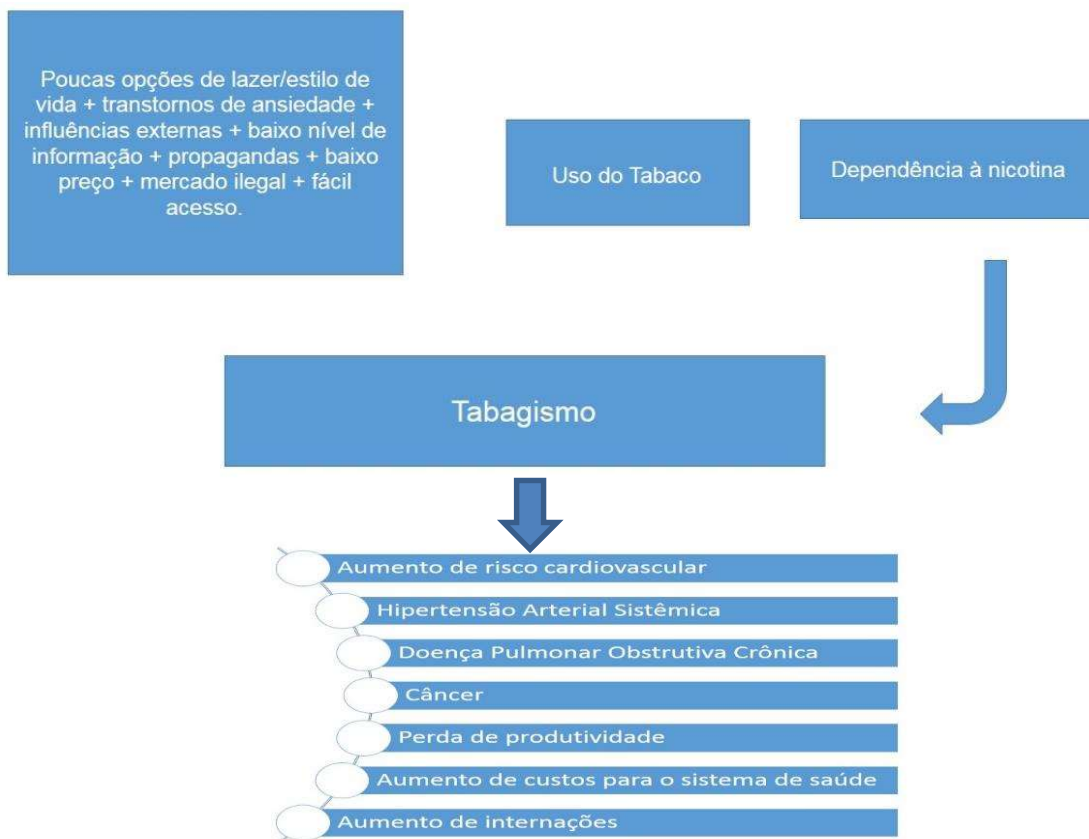 Poucas opções de lazer/estilo de
vida + transtornos de ansiedade +
influências externas + baixo nível de
informação + propagandas + baixo
preço + mercado ilegal + fácil
acesso.
Uso do Tabaco
Dependência à nicotina
Tabagismo
Aumento de risco cardiovascular
Hipertensão Arterial Sistêmica
Doença Pulmonar Obstrutiva Crônica
Câncer
Perda de produtividade
Aumento de custos para o sistema de saúde
Aumento de internações